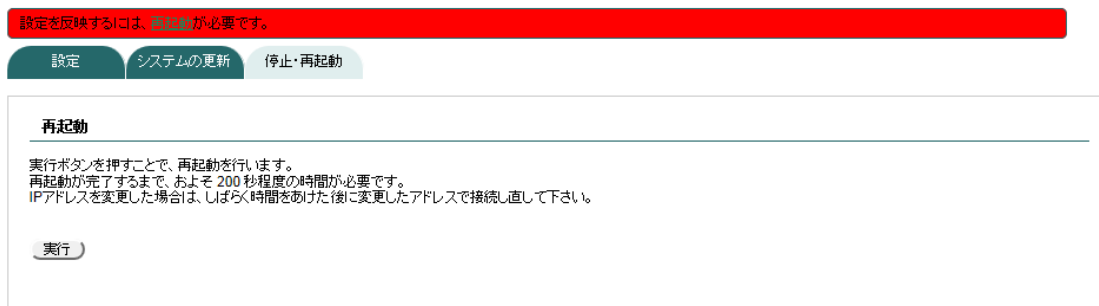 設定を反映するには、再起動が必要です。
設定 システムの更新 停止・再起動
再起動
実行ボタンを押すことで、再起動を行います。
再起動が完了するまで、およそ 200 秒程度の時間が必要です。
IPアドレスを変更した場合は、しばらく時間をあけた後に変更したアドレスで接続し直して下さい。
実行